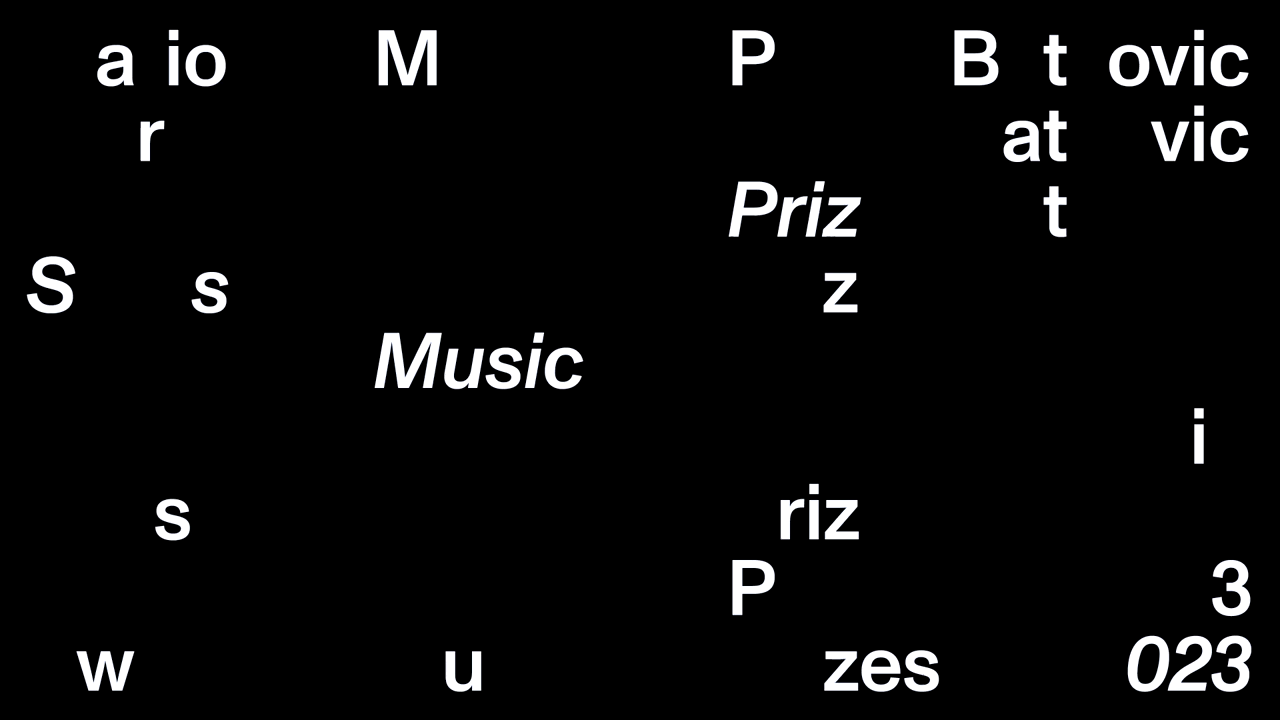 a io M P B t ovic
r at vic
Priz t
S s z
Music
i
s riz
P 3
w u zes 023